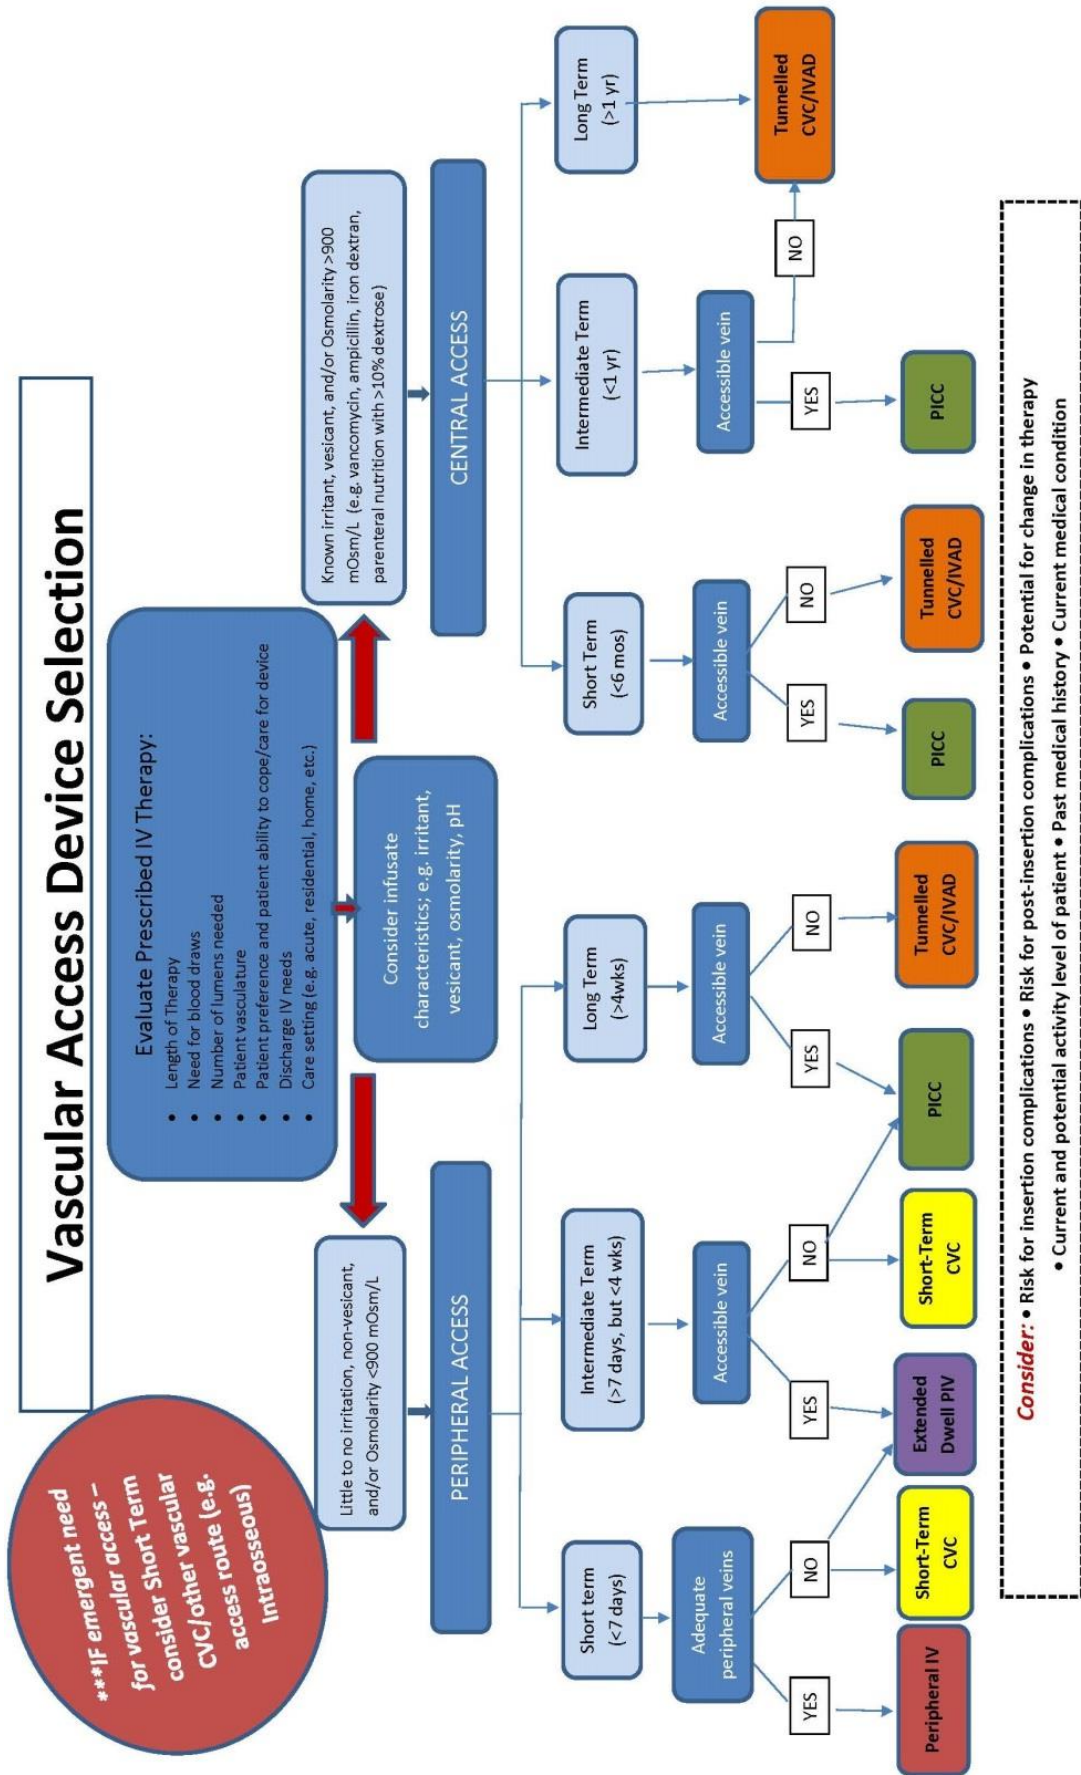 Vascular Access Device Selection
***IF emergent need
for vascular access –
consider Short Term
CVC/other vascular
access route (e.g.
Intraosseous)
Evaluate Prescribed IV Therapy:
• Length of Therapy
• Need for blood draws
• Number of lumens needed
• Patient vasculature
• Patient preference and patient ability to cope/care for device
• Discharge IV needs
• Care setting (e.g. acute, residential, home, etc.)
Consider infusate
characteristics; e.g. irritant,
vesicant, osmolarity, pH
Little to no irritation, non-vesicant,
and/or Osmolarity <900 mOsm/L
Known irritant, vesicant, and/or Osmolarity >900
mOsm/L (e.g. vancomycin, ampicillin, iron dextran,
parenteral nutrition with >10% dextrose)
PERIPHERAL ACCESS
CENTRAL ACCESS
Short term
(<7 days)
Intermediate Term
(>7 days, but <4 wks)
Long Term
(>4wks)
Short Term
(<6 mos)
Intermediate Term
(<1 yr)
Long Term
(>1 yr)
Adequate
peripheral veins
Accessible vein
Accessible vein
Accessible vein
Accessible vein
YES
NO
YES
NO
YES
NO
YES
NO
YES
NO
Peripheral IV
Short-Term
CVC
Extended
Dwell PIV
Short-Term
CVC
PICC
Tunnelled
CVC/IVAD
PICC
Tunnelled
CVC/IVAD
PICC
Tunnelled
CVC/IVAD
Consider: • Risk for insertion complications • Risk for post-insertion complications • Potential for change in therapy
• Current and potential activity level of patient • Past medical history • Current medical condition